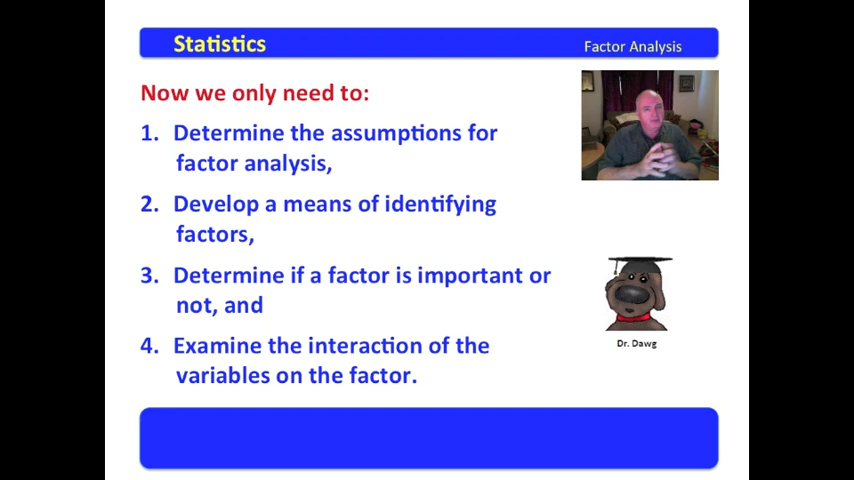 Statistics
Factor Analysis
Now we only need to:
1. Determine the assumptions for
factor analysis,
2. Develop a means of identifying
factors,
3. Determine if a factor is important or
not, and
4. Examine the interaction of the
variables on the factor.
Dr. Dawg